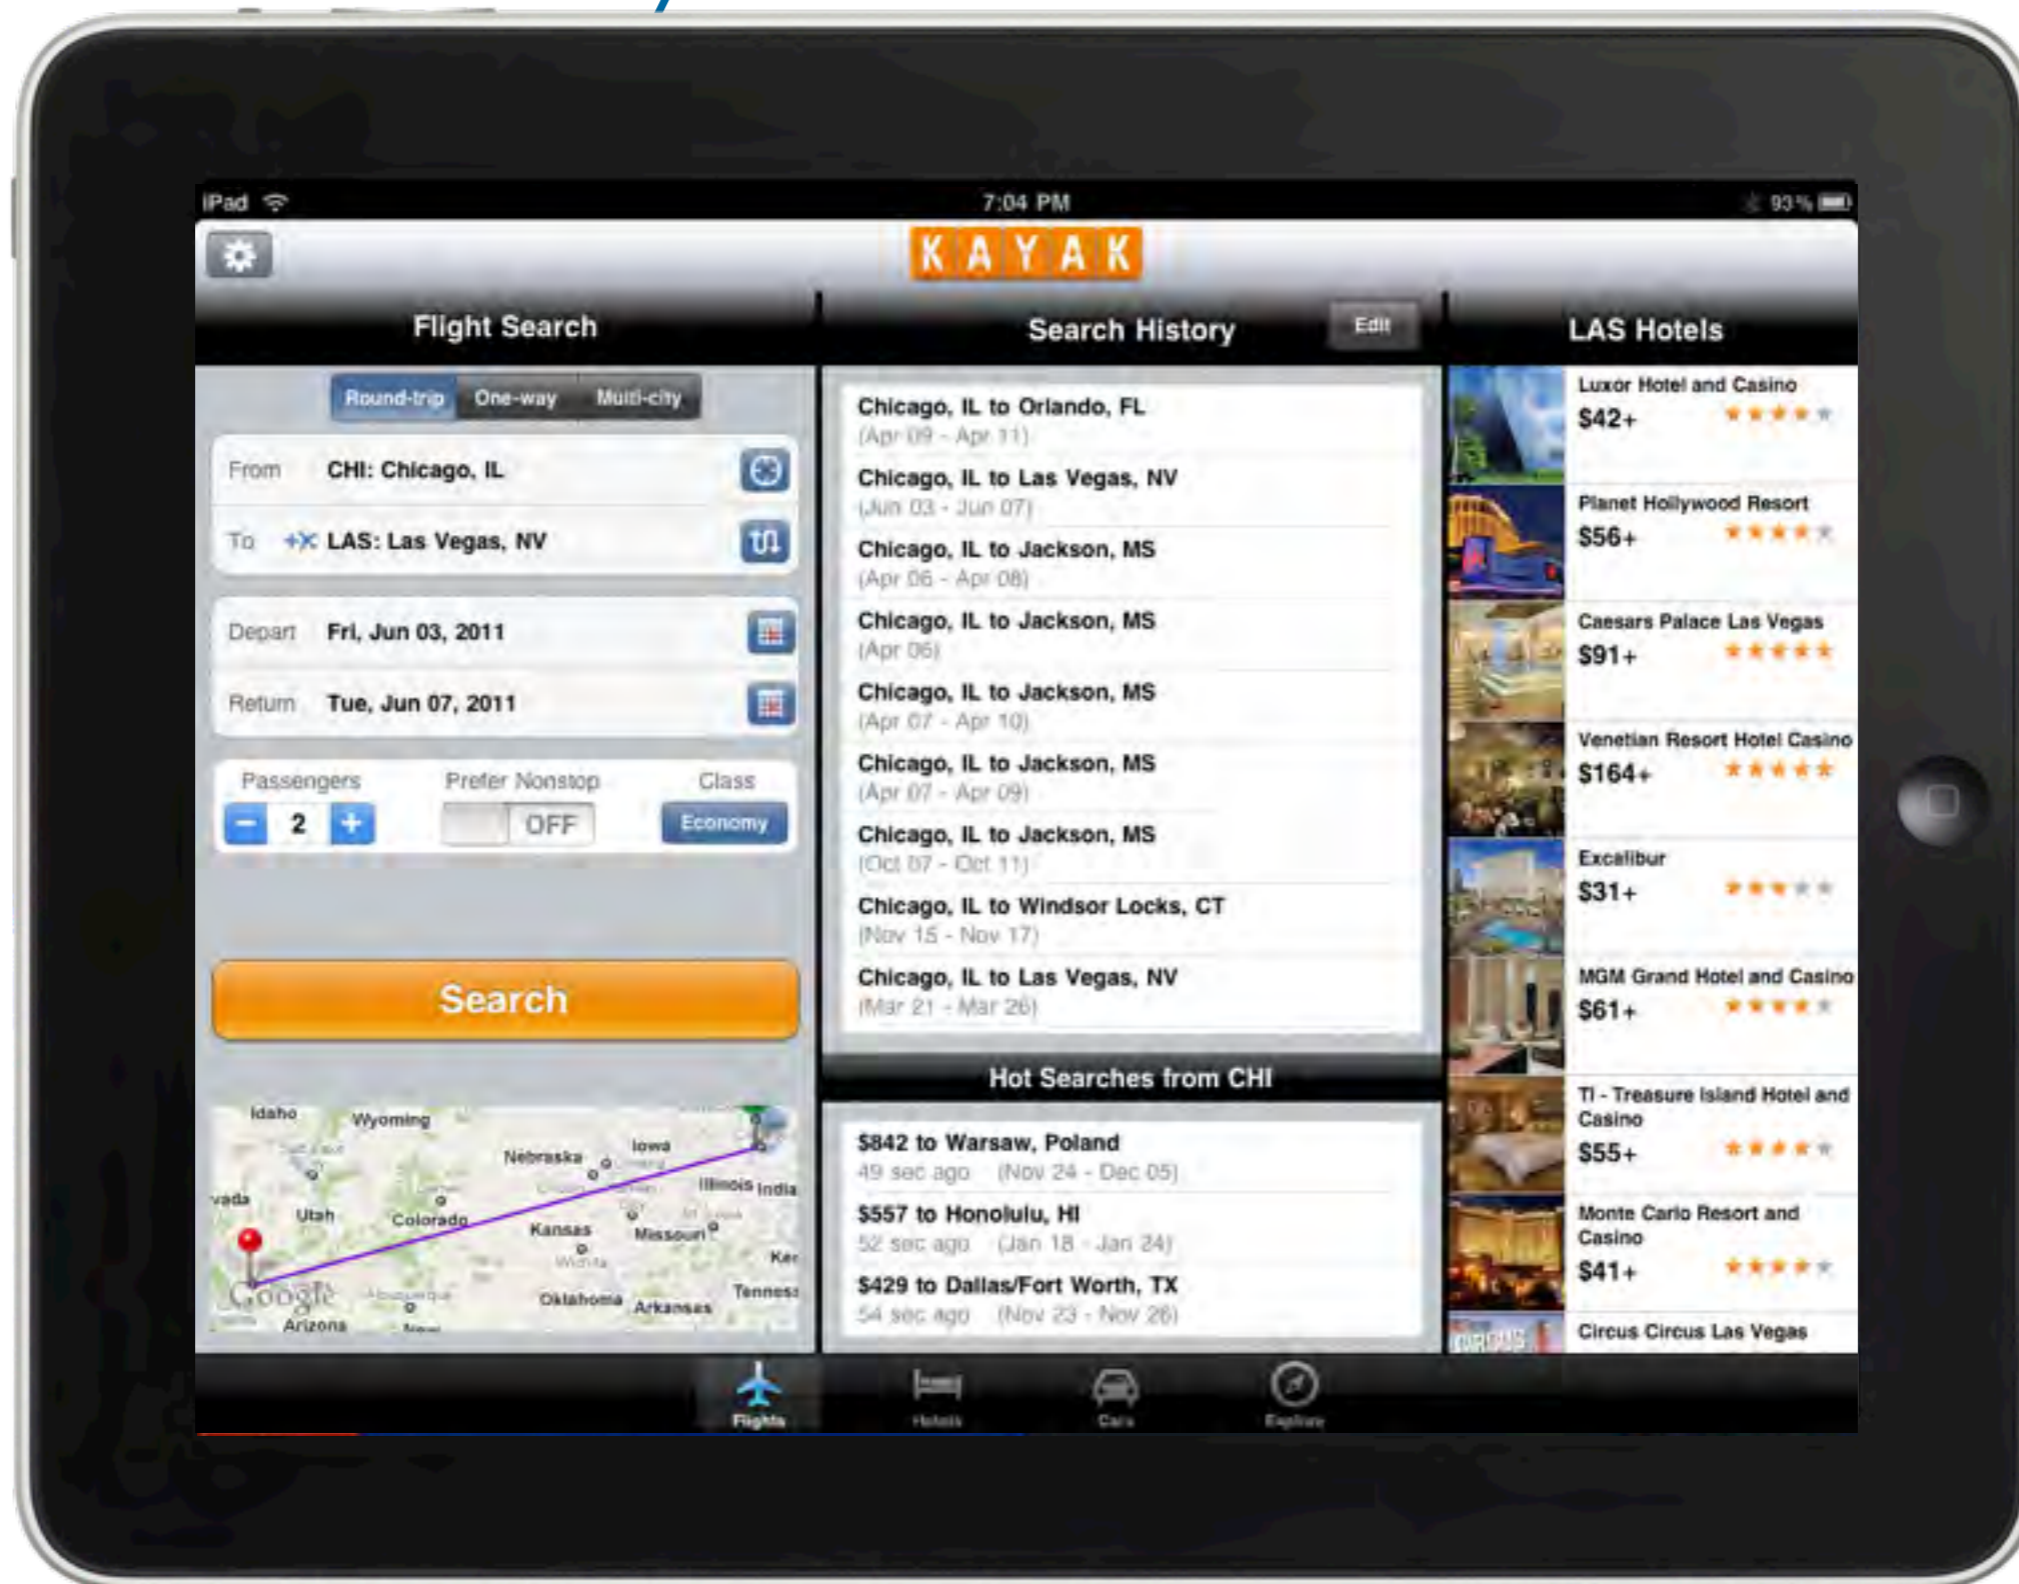 iPad
7:04 PM
93%
KAYAK
Flight Search
Round-trip
One-way
Multi-city
From
CHI: Chicago, IL
To
LAS: Las Vegas, NV
Depart
Fri, Jun 03, 2011
Return
Tue, Jun 07, 2011
Passengers
Prefer Nonstop
Class
2
OFF
Economy
Search
Idaho
Wyoming
Nebraska
Iowa
Illinois
India
vada
Utah
Colorado
Kansas
Missouri
Wichita
Ker
Google
Albuquerque
Oklahoma
Arkansas
Tenness
Arizona
New
Search History
Edit
Chicago, IL to Orlando, FL
(Apr 09 - Apr 11)
Chicago, IL to Las Vegas, NV
(Jun 03 - Jun 07)
Chicago, IL to Jackson, MS
(Apr 06 - Apr 08)
Chicago, IL to Jackson, MS
(Apr 06)
Chicago, IL to Jackson, MS
(Apr 07 - Apr 10)
Chicago, IL to Jackson, MS
(Apr 07 - Apr 09)
Chicago, IL to Jackson, MS
(Oct 07 - Oct 11)
Chicago, IL to Windsor Locks, CT
(Nov 15 - Nov 17)
Chicago, IL to Las Vegas, NV
(Mar 21 - Mar 26)
Hot Searches from CHI
$842 to Warsaw, Poland
49 sec ago (Nov 24 - Dec 05)
$557 to Honolulu, HI
52 sec ago (Jan 18 - Jan 24)
$429 to Dallas/Fort Worth, TX
54 sec ago (Nov 23 - Nov 26)
LAS Hotels
Luxor Hotel and Casino
$42+
Planet Hollywood Resort
$56+
Caesars Palace Las Vegas
$91+
Venetian Resort Hotel Casino
$164+
Excalibur
$31+
MGM Grand Hotel and Casino
$61+
TI - Treasure Island Hotel and
Casino
$55+
Monte Carlo Resort and
Casino
$41+
Circus Circus Las Vegas
CIRCUS
Flights
Hotels
Cars
Explore